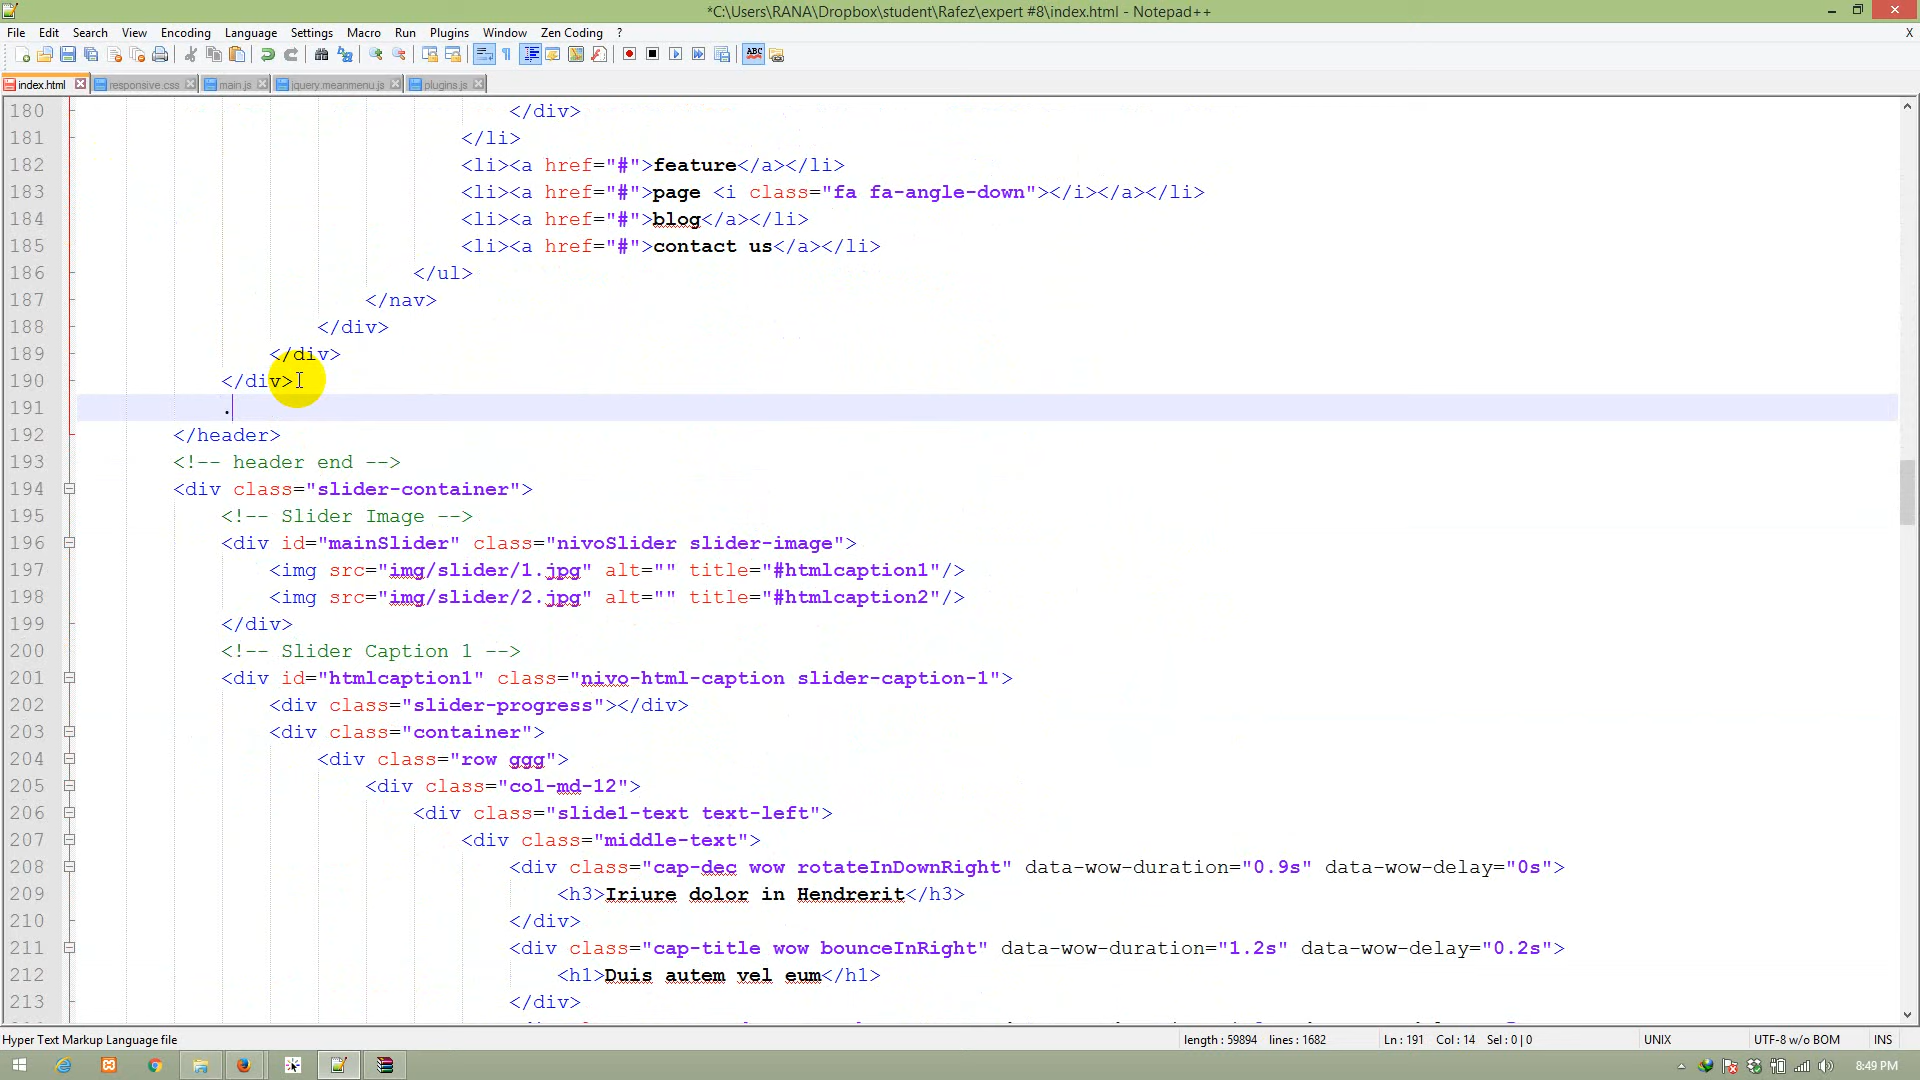 *C:\Users\RANA\Dropbox\student\Rafez\expert #8\index.html - Notepad++
File Edit Search View Encoding Language Settings Macro Run Plugins Window Zen Coding ? X
index.html responsive.css main.js jquery.meanmenu.js plugins.js
180 </div>
181 </li>
182 <li><a href="#">feature</a></li>
183 <li><a href="#">page <i class="fa fa-angle-down"></i></a></li>
184 <li><a href="#">blog</a></li>
185 <li><a href="#">contact us</a></li>
186 </ul>
187 </nav>
188 </div>
189 </div>
190 </div>
191 .
192 </header>
193 <!-- header end -->
194 <div class="slider-container">
195 <!-- Slider Image -->
196 <div id="mainSlider" class="nivoSlider slider-image">
197 <img src="img/slider/1.jpg" alt="" title="#htmlcaption1"/>
198 <img src="img/slider/2.jpg" alt="" title="#htmlcaption2"/>
199 </div>
200 <!-- Slider Caption 1 -->
201 <div id="htmlcaption1" class="nivo-html-caption slider-caption-1">
202 <div class="slider-progress"></div>
203 <div class="container">
204 <div class="row ggg">
205 <div class="col-md-12">
206 <div class="slide1-text text-left">
207 <div class="middle-text">
208 <div class="cap-dec wow rotateInDownRight" data-wow-duration="0.9s" data-wow-delay="0s">
209 <h3>Iriure dolor in Hendrerit</h3>
210 </div>
211 <div class="cap-title wow bounceInRight" data-wow-duration="1.2s" data-wow-delay="0.2s">
212 <h1>Duis autem vel eum</h1>
213 </div>
Hyper Text Markup Language file length : 59894 lines : 1682 Ln : 191 Col : 14 Sel : 0 | 0 UNIX UTF-8 w/o BOM INS
8:49 PM